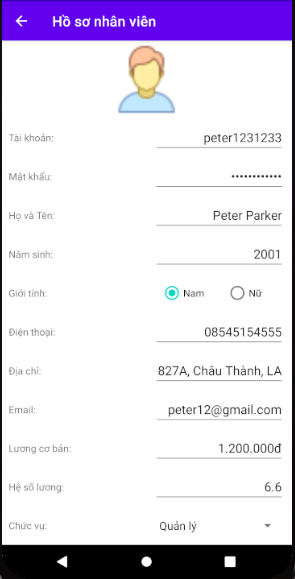 Hồ sơ nhân viên
Tài khoản: peter1231233
Mật khẩu: ••••••••••••
Họ và Tên: Peter Parker
Năm sinh: 2001
Giới tính: Nam Nữ
Điện thoại: 08545154555
Địa chỉ: 827A, Châu Thành, LA
Email: peter12@gmail.com
Lương cơ bản: 1.200.000đ
Hệ số lương: 6.6
Chức vụ: Quản lý